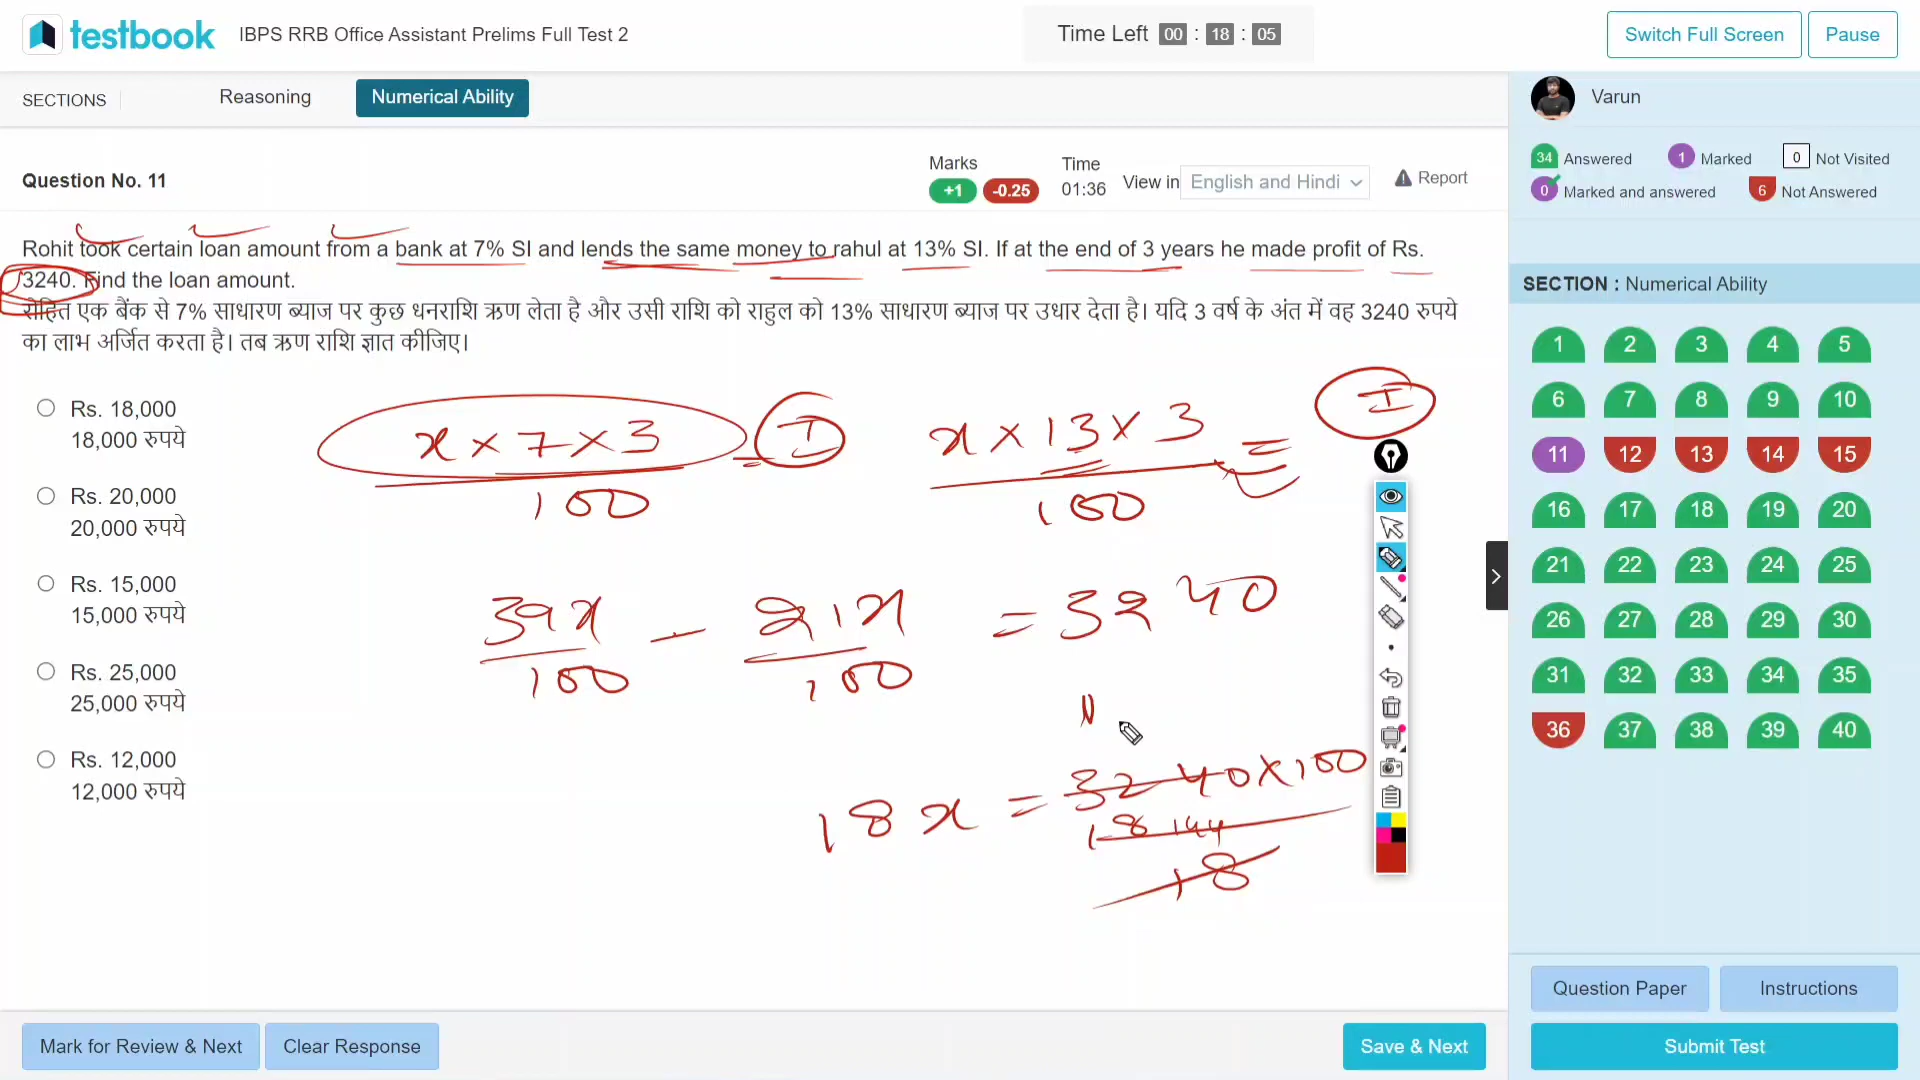 testbook IBPS RRB Office Assistant Prelims Full Test 2 Time Left 00 : 18 : 05 Switch Full Screen Pause
SECTIONS Reasoning Numerical Ability
Varun
Question No. 11 Marks +1 -0.25 Time 01:36 View in English and Hindi Report
34 Answered 1 Marked 0 Not Visited
0 Marked and answered 6 Not Answered
Rohit took certain loan amount from a bank at 7% SI and lends the same money to rahul at 13% SI. If at the end of 3 years he made profit of Rs.
3240. Find the loan amount.
रोहित एक बैंक से 7% साधारण ब्याज पर कुछ धनराशि ऋण लेता है और उसी राशि को राहुल को 13% साधारण ब्याज पर उधार देता है। यदि 3 वर्ष के अंत में वह 3240 रुपये
का लाभ अर्जित करता है। तब ऋण राशि ज्ञात कीजिए।
Rs. 18,000
18,000 रुपये
Rs. 20,000
20,000 रुपये
Rs. 15,000
15,000 रुपये
Rs. 25,000
25,000 रुपये
Rs. 12,000
12,000 रुपये
x × 7 × 3 = I
100
x × 13 × 3 = I
100
39x - 21x = 3240
100 100
18x = 3240 × 100
18
SECTION : Numerical Ability
1 2 3 4 5
6 7 8 9 10
11 12 13 14 15
16 17 18 19 20
21 22 23 24 25
26 27 28 29 30
31 32 33 34 35
36 37 38 39 40
Question Paper Instructions
Mark for Review & Next Clear Response Save & Next Submit Test